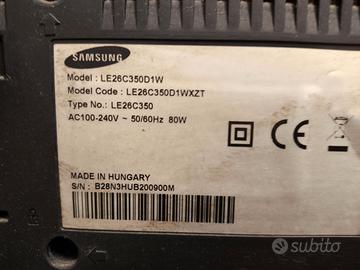 SAMSUNG
Model : LE26C350D1W
Model Code : LE26C350D1WXZT
Type No.: LE26C350
AC100-240V ~ 50/60Hz 80W
CE
MADE IN HUNGARY
S/N : B28N3HUB200900M
subito